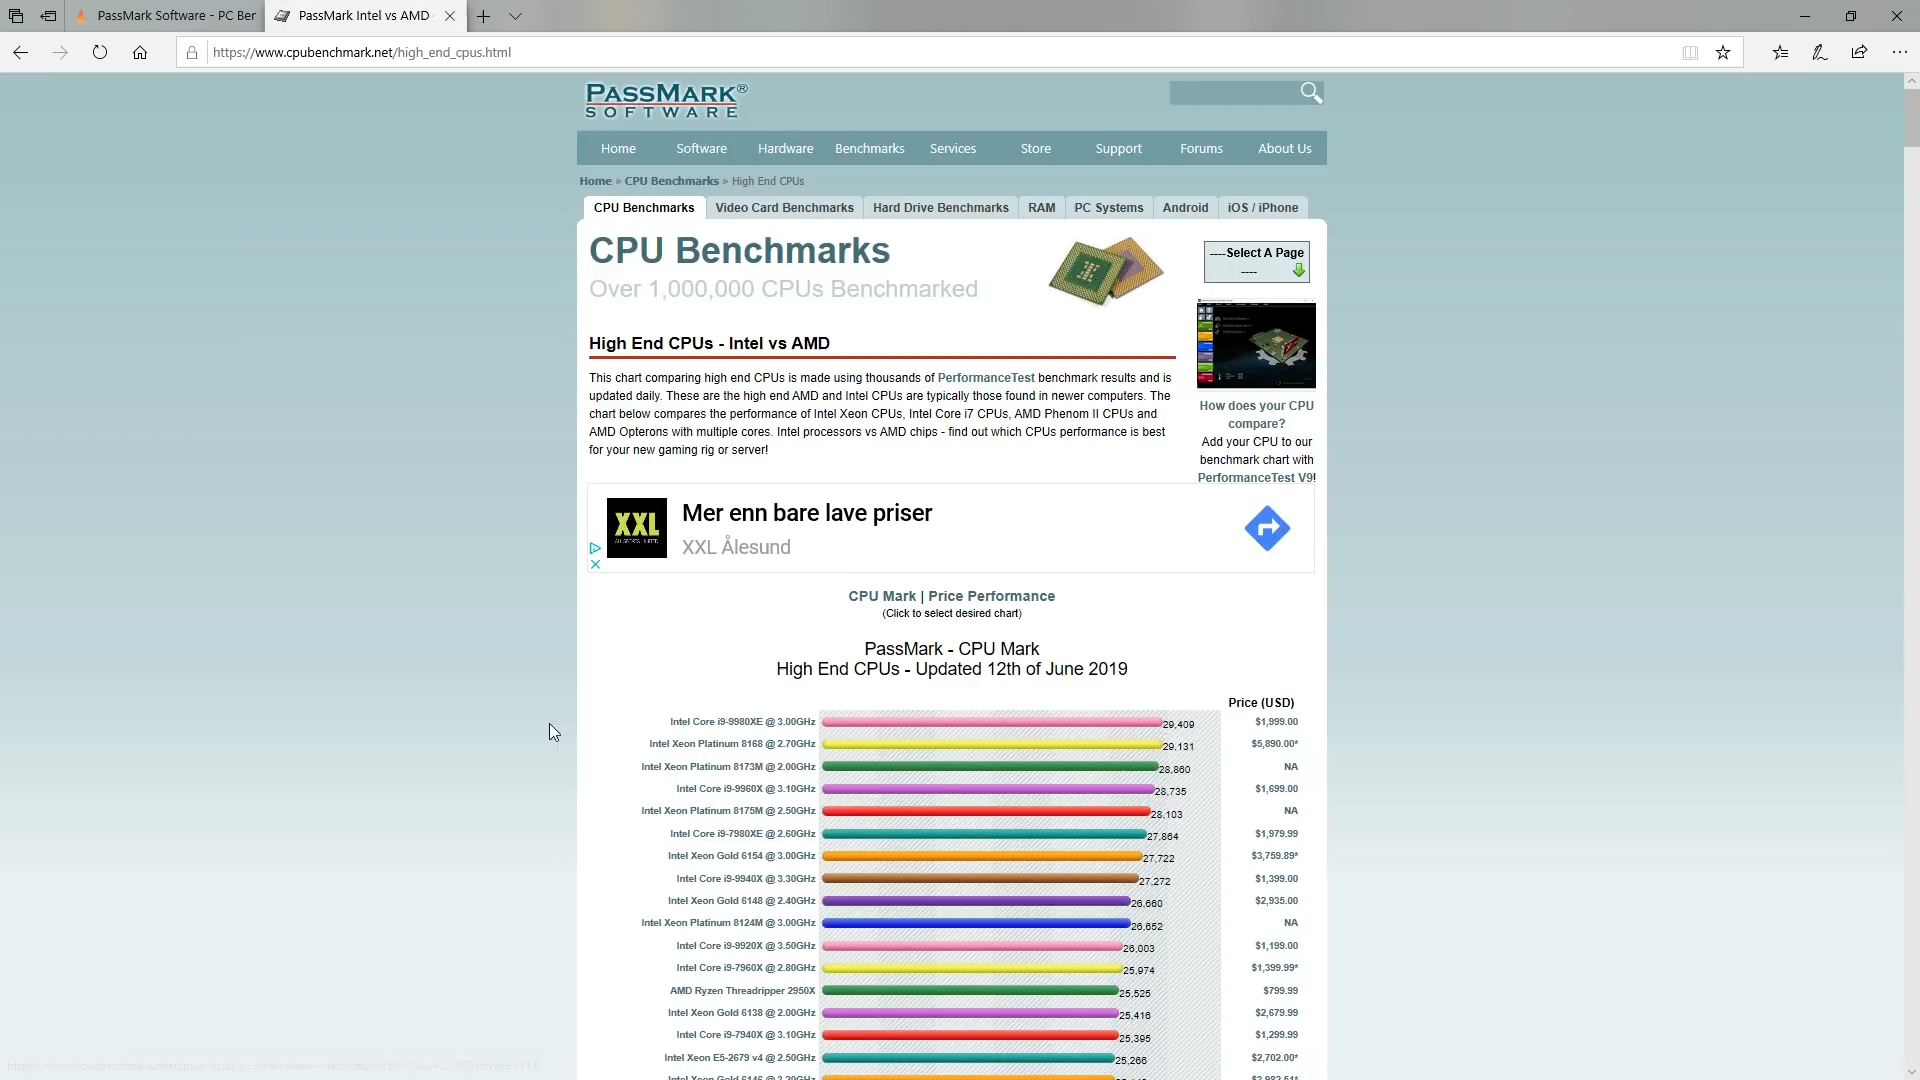 PassMark Software - PC Ber
PassMark Intel vs AMD
https://www.cpubenchmark.net/high_end_cpus.html
PASSMARK®
SOFTWARE
Home Software Hardware Benchmarks Services Store Support Forums About Us
Home » CPU Benchmarks » High End CPUs
CPU Benchmarks Video Card Benchmarks Hard Drive Benchmarks RAM PC Systems Android iOS / iPhone
CPU Benchmarks
Over 1,000,000 CPUs Benchmarked
----Select A Page
----
High End CPUs - Intel vs AMD
This chart comparing high end CPUs is made using thousands of PerformanceTest benchmark results and is
updated daily. These are the high end AMD and Intel CPUs are typically those found in newer computers. The
chart below compares the performance of Intel Xeon CPUs, Intel Core i7 CPUs, AMD Phenom II CPUs and
AMD Opterons with multiple cores. Intel processors vs AMD chips - find out which CPUs performance is best
for your new gaming rig or server!
How does your CPU
compare?
Add your CPU to our
benchmark chart with
PerformanceTest V9!
XXL
Mer enn bare lave priser
XXL Ålesund
CPU Mark | Price Performance
(Click to select desired chart)
PassMark - CPU Mark
High End CPUs - Updated 12th of June 2019
Price (USD)
Intel Core i9-9980XE @ 3.00GHz 29,409 $1,999.00
Intel Xeon Platinum 8168 @ 2.70GHz 29,131 $5,890.00*
Intel Xeon Platinum 8173M @ 2.00GHz 28,860 NA
Intel Core i9-9960X @ 3.10GHz 28,735 $1,699.00
Intel Xeon Platinum 8175M @ 2.50GHz 28,103 NA
Intel Core i9-7980XE @ 2.60GHz 27,864 $1,979.99
Intel Xeon Gold 6154 @ 3.00GHz 27,722 $3,759.89*
Intel Core i9-9940X @ 3.30GHz 27,272 $1,399.00
Intel Xeon Gold 6148 @ 2.40GHz 26,660 $2,935.00
Intel Xeon Platinum 8124M @ 3.00GHz 26,652 NA
Intel Core i9-9920X @ 3.50GHz 26,003 $1,199.00
Intel Core i9-7960X @ 2.80GHz 25,974 $1,399.99*
AMD Ryzen Threadripper 2950X 25,525 $799.99
Intel Xeon Gold 6138 @ 2.00GHz 25,416 $2,679.99
Intel Core i9-7940X @ 3.10GHz 25,395 $1,299.99
Intel Xeon E5-2679 v4 @ 2.50GHz 25,266 $2,702.00*